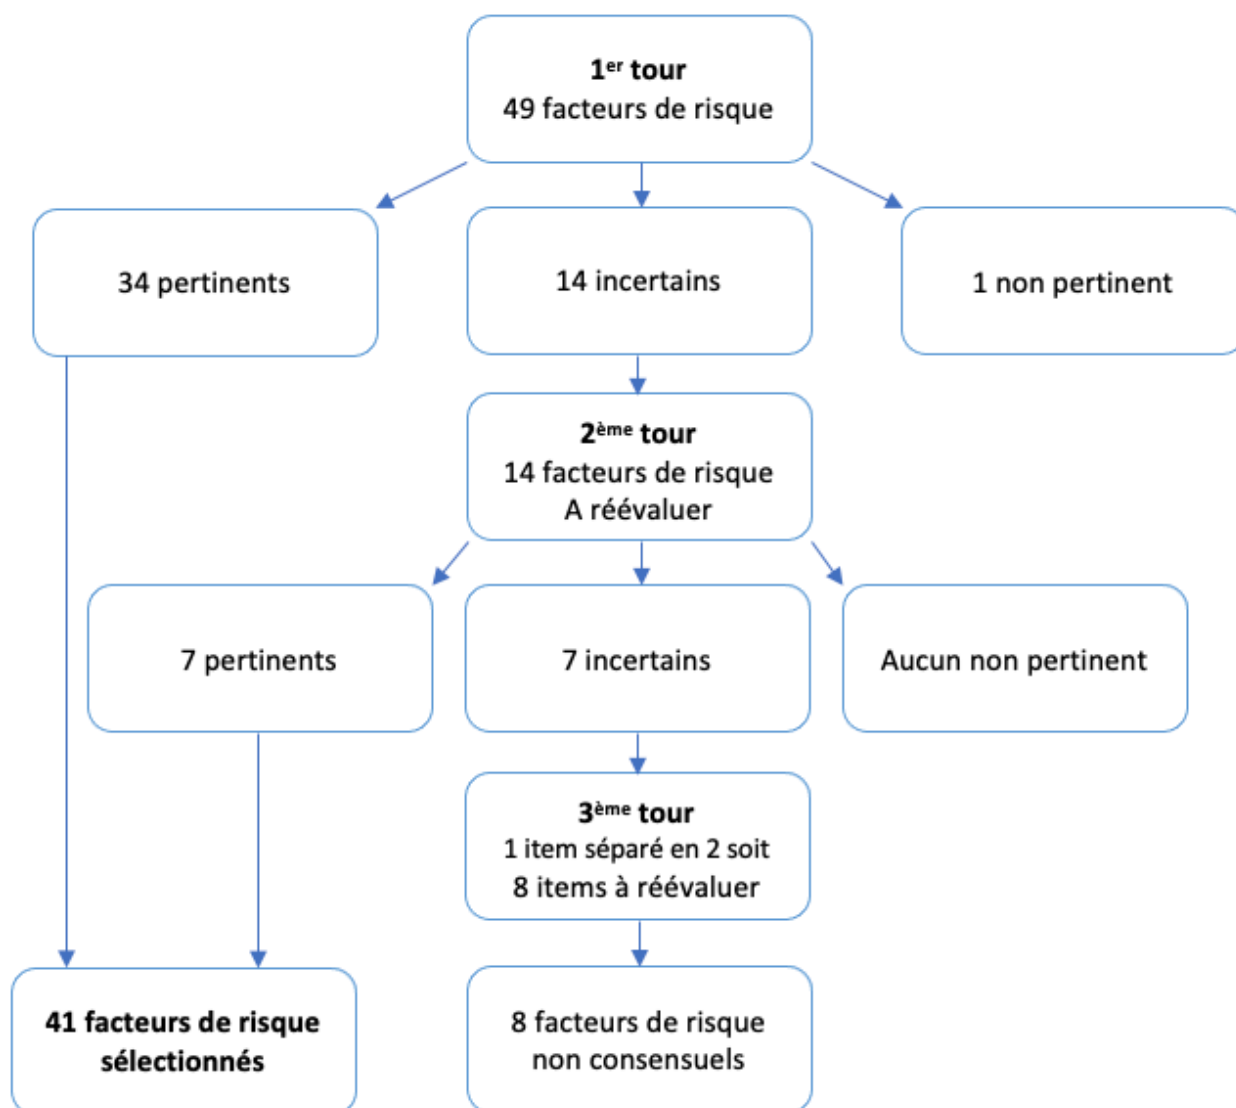 1er tour
49 facteurs de risque
34 pertinents
14 incertains
1 non pertinent
2ème tour
14 facteurs de risque
A réévaluer
7 pertinents
7 incertains
Aucun non pertinent
3ème tour
1 item séparé en 2 soit
8 items à réévaluer
41 facteurs de risque
sélectionnés
8 facteurs de risque
non consensuels